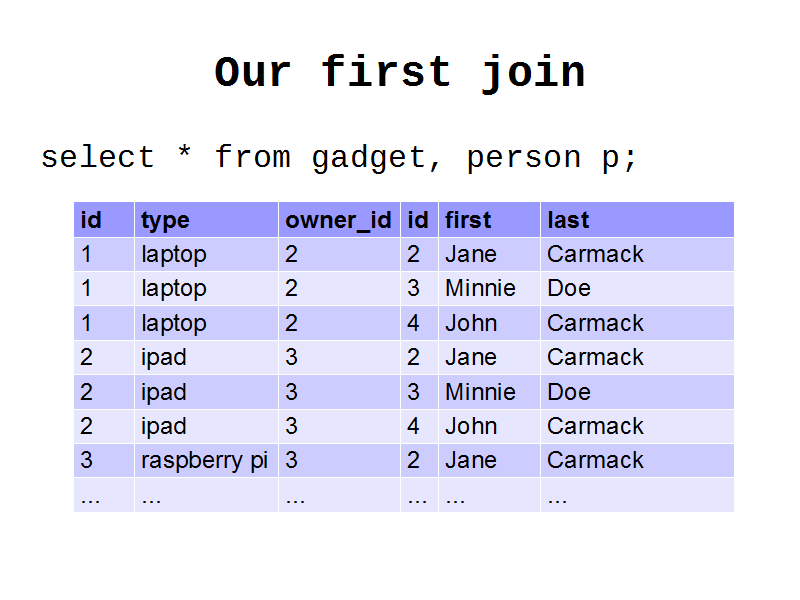 Our first join
select * from gadget, person p;
id type owner_id id first last
1 laptop 2 2 Jane Carmack
1 laptop 2 3 Minnie Doe
1 laptop 2 4 John Carmack
2 ipad 3 2 Jane Carmack
2 ipad 3 3 Minnie Doe
2 ipad 3 4 John Carmack
3 raspberry pi 3 2 Jane Carmack
... ... ... ... ... ...